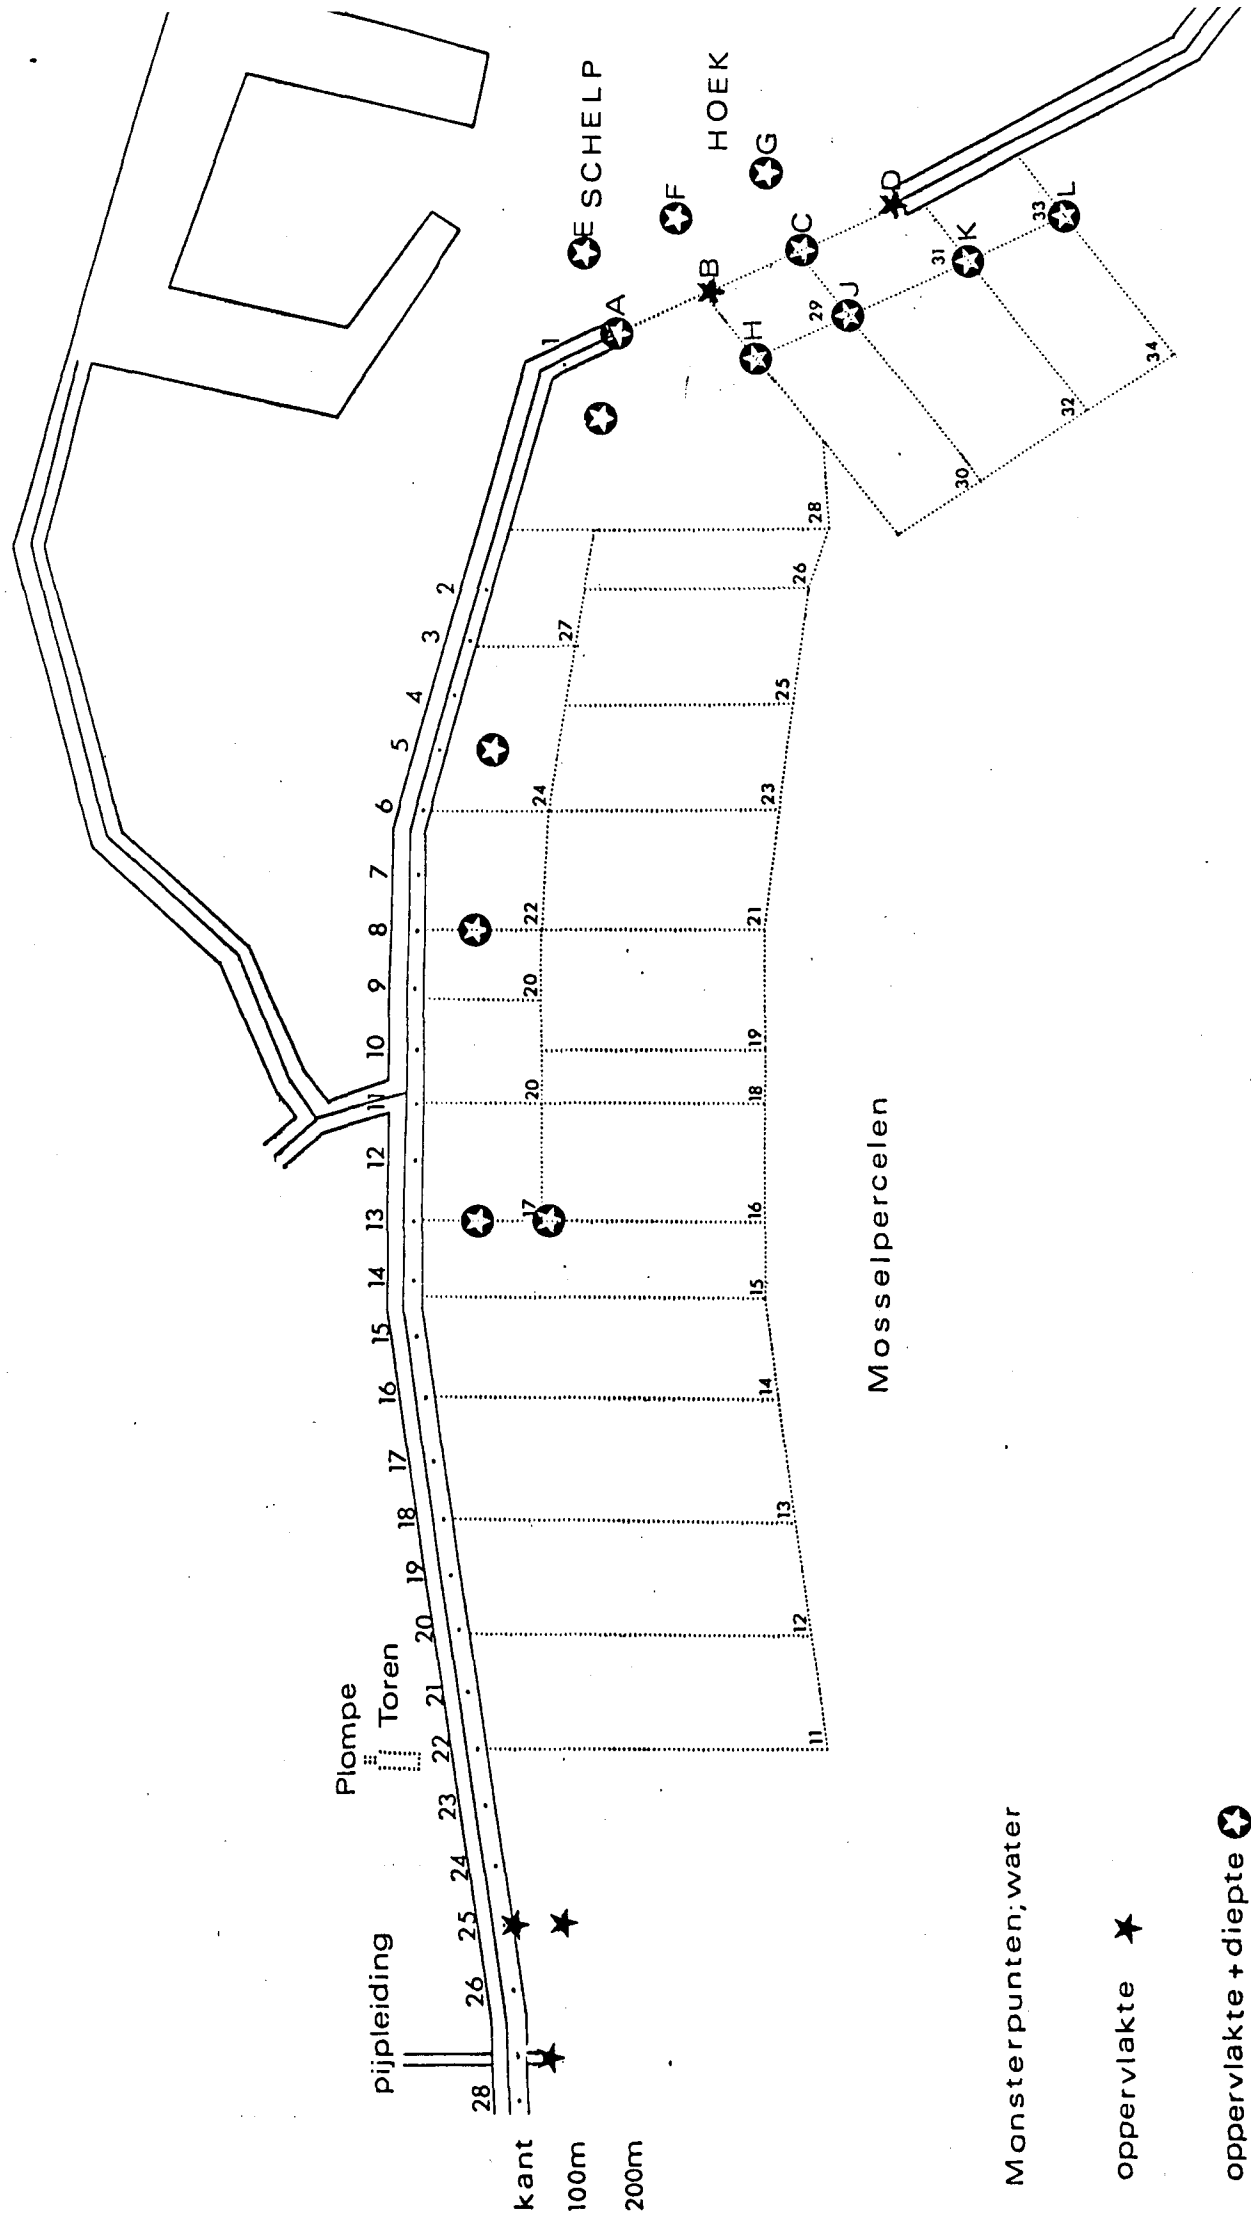 SCHELP
HOEK
E
F
G
A
B
C
D
H
J
K
L
1
2
3
4
5
6
7
8
9
10
11
12
13
14
15
16
17
18
19
20
21
22
23
24
25
26
28
27
28
26
24
25
22
23
20
21
20
19
18
17
16
15
14
13
12
11
29
30
31
32
33
34
Plompe
Toren
pijpleiding
kant
100m
200m
Mosselpercelen
Monsterpunten;water
oppervlakte
oppervlakte + diepte